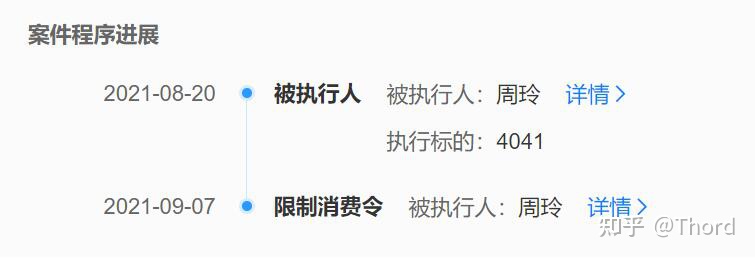 案件程序进展
2021-08-20 被执行人 被执行人：周玲 详情 >
执行标的：4041
2021-09-07 限制消费令 被执行人：周玲 详情 >
知乎 @Thord